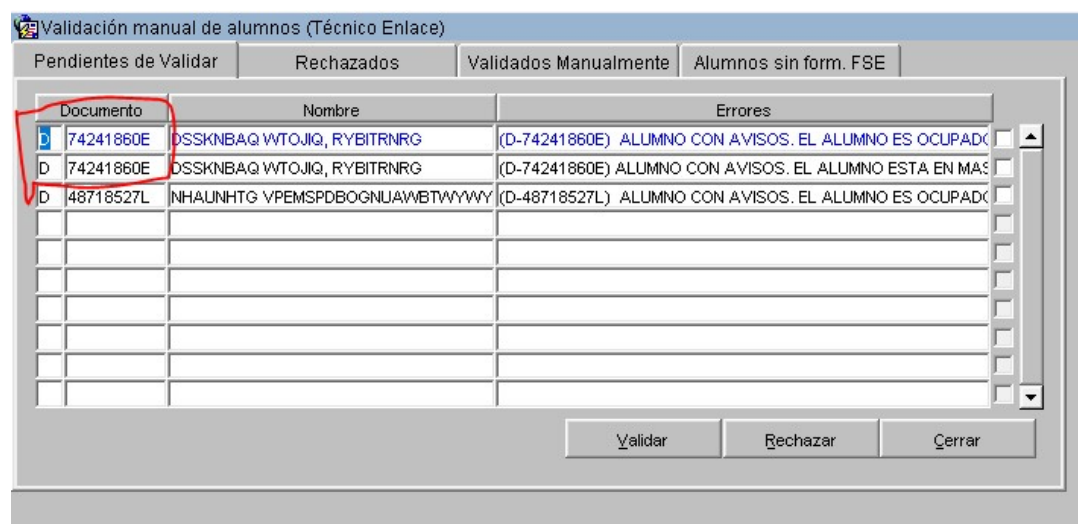 Validación manual de alumnos (Técnico Enlace)
Pendientes de Validar Rechazados Validados Manualmente Alumnos sin form. FSE
Documento Nombre Errores
D 74241860E DSSKNBAQ WTOJIQ, RYBITRNRG (D-74241860E) ALUMNO CON AVISOS. EL ALUMNO ES OCUPADO
D 74241860E DSSKNBAQ WTOJIQ, RYBITRNRG (D-74241860E) ALUMNO CON AVISOS. EL ALUMNO ESTA EN MAS
D 48718527L NHAUNHTG VPEMSPDBOGNUAWBTWYWY (D-48718527L) ALUMNO CON AVISOS. EL ALUMNO ES OCUPADO
Validar Rechazar Cerrar